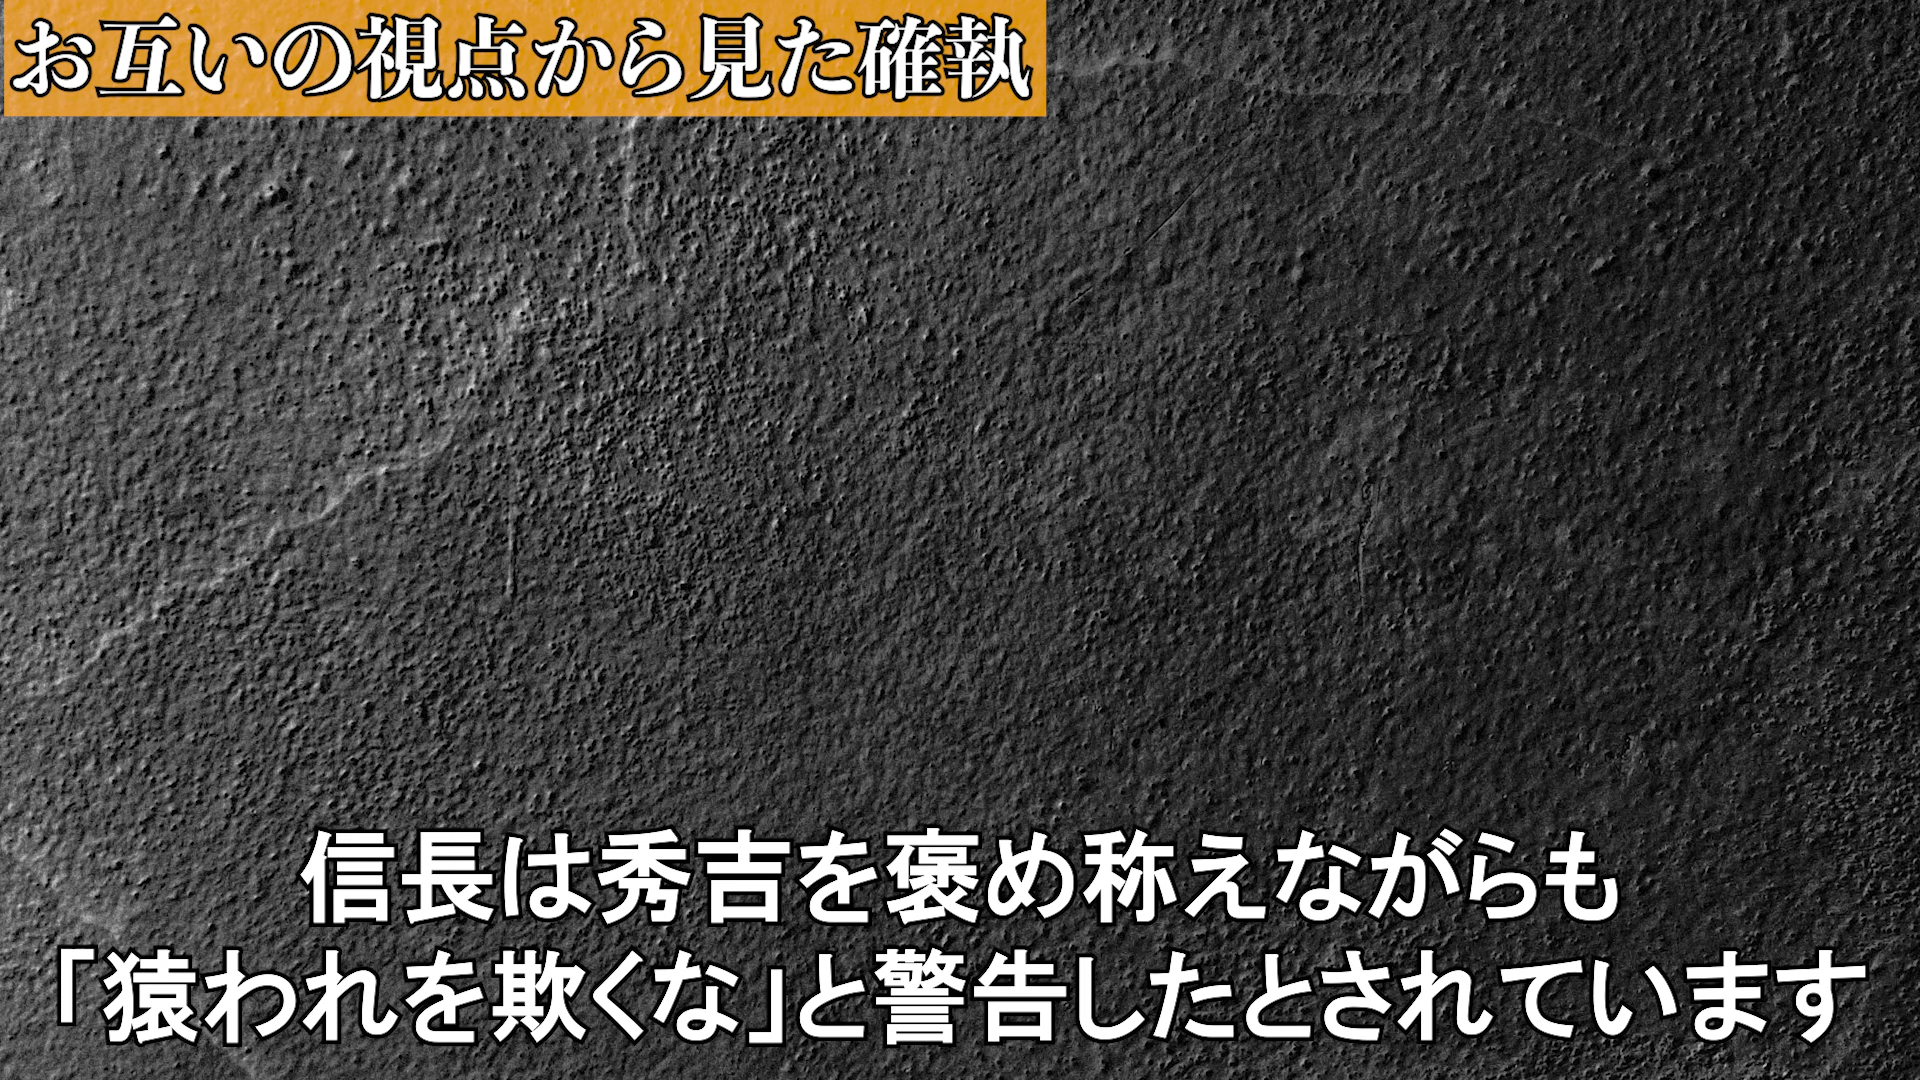 お互いの視点から見た確執
信長は秀吉を褒め称えながらも
「猿われを欺くな」と警告したとされています